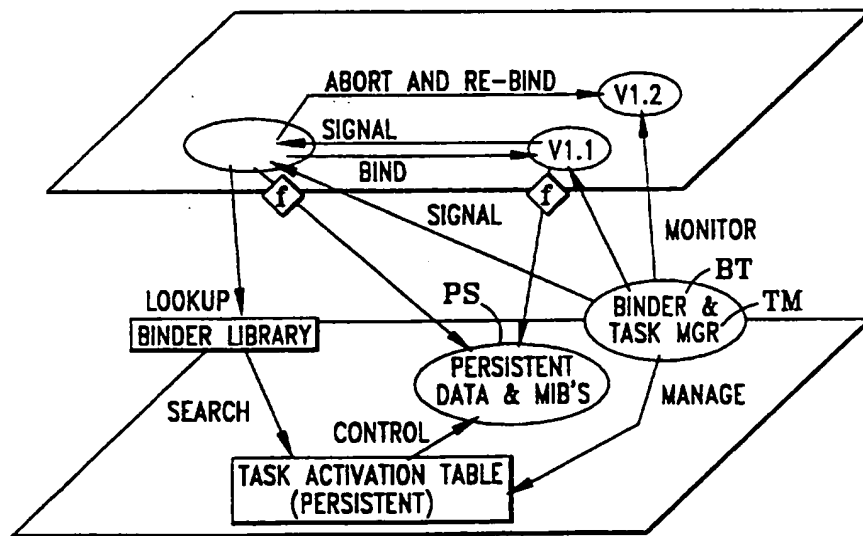 ABORT AND RE-BIND
V1.2
SIGNAL
V1.1
BIND
f
f
SIGNAL
MONITOR
BT
LOOKUP
PS
BINDER &
TM
TASK MGR
BINDER LIBRARY
PERSISTENT
DATA & MIB'S
MANAGE
SEARCH
CONTROL
TASK ACTIVATION TABLE
(PERSISTENT)